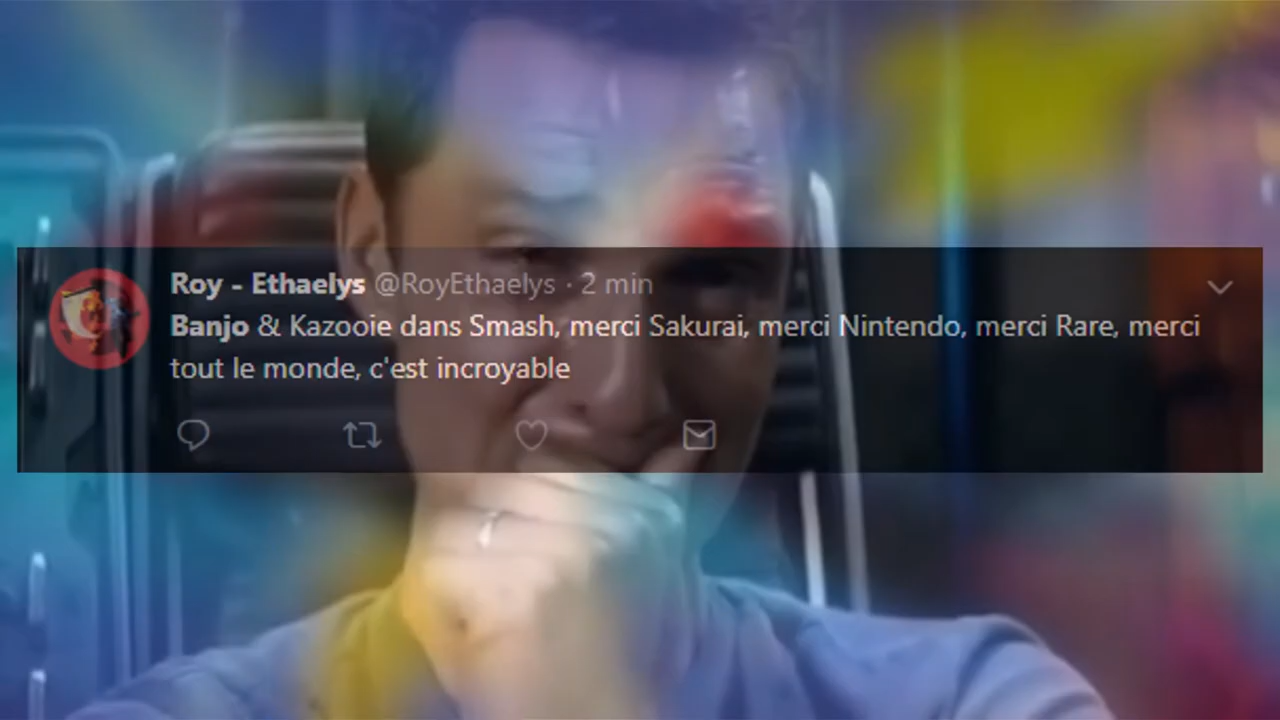 Roy - Ethaelys @RoyEthaelys · 2 min
Banjo & Kazooie dans Smash, merci Sakurai, merci Nintendo, merci Rare, merci
tout le monde, c'est incroyable